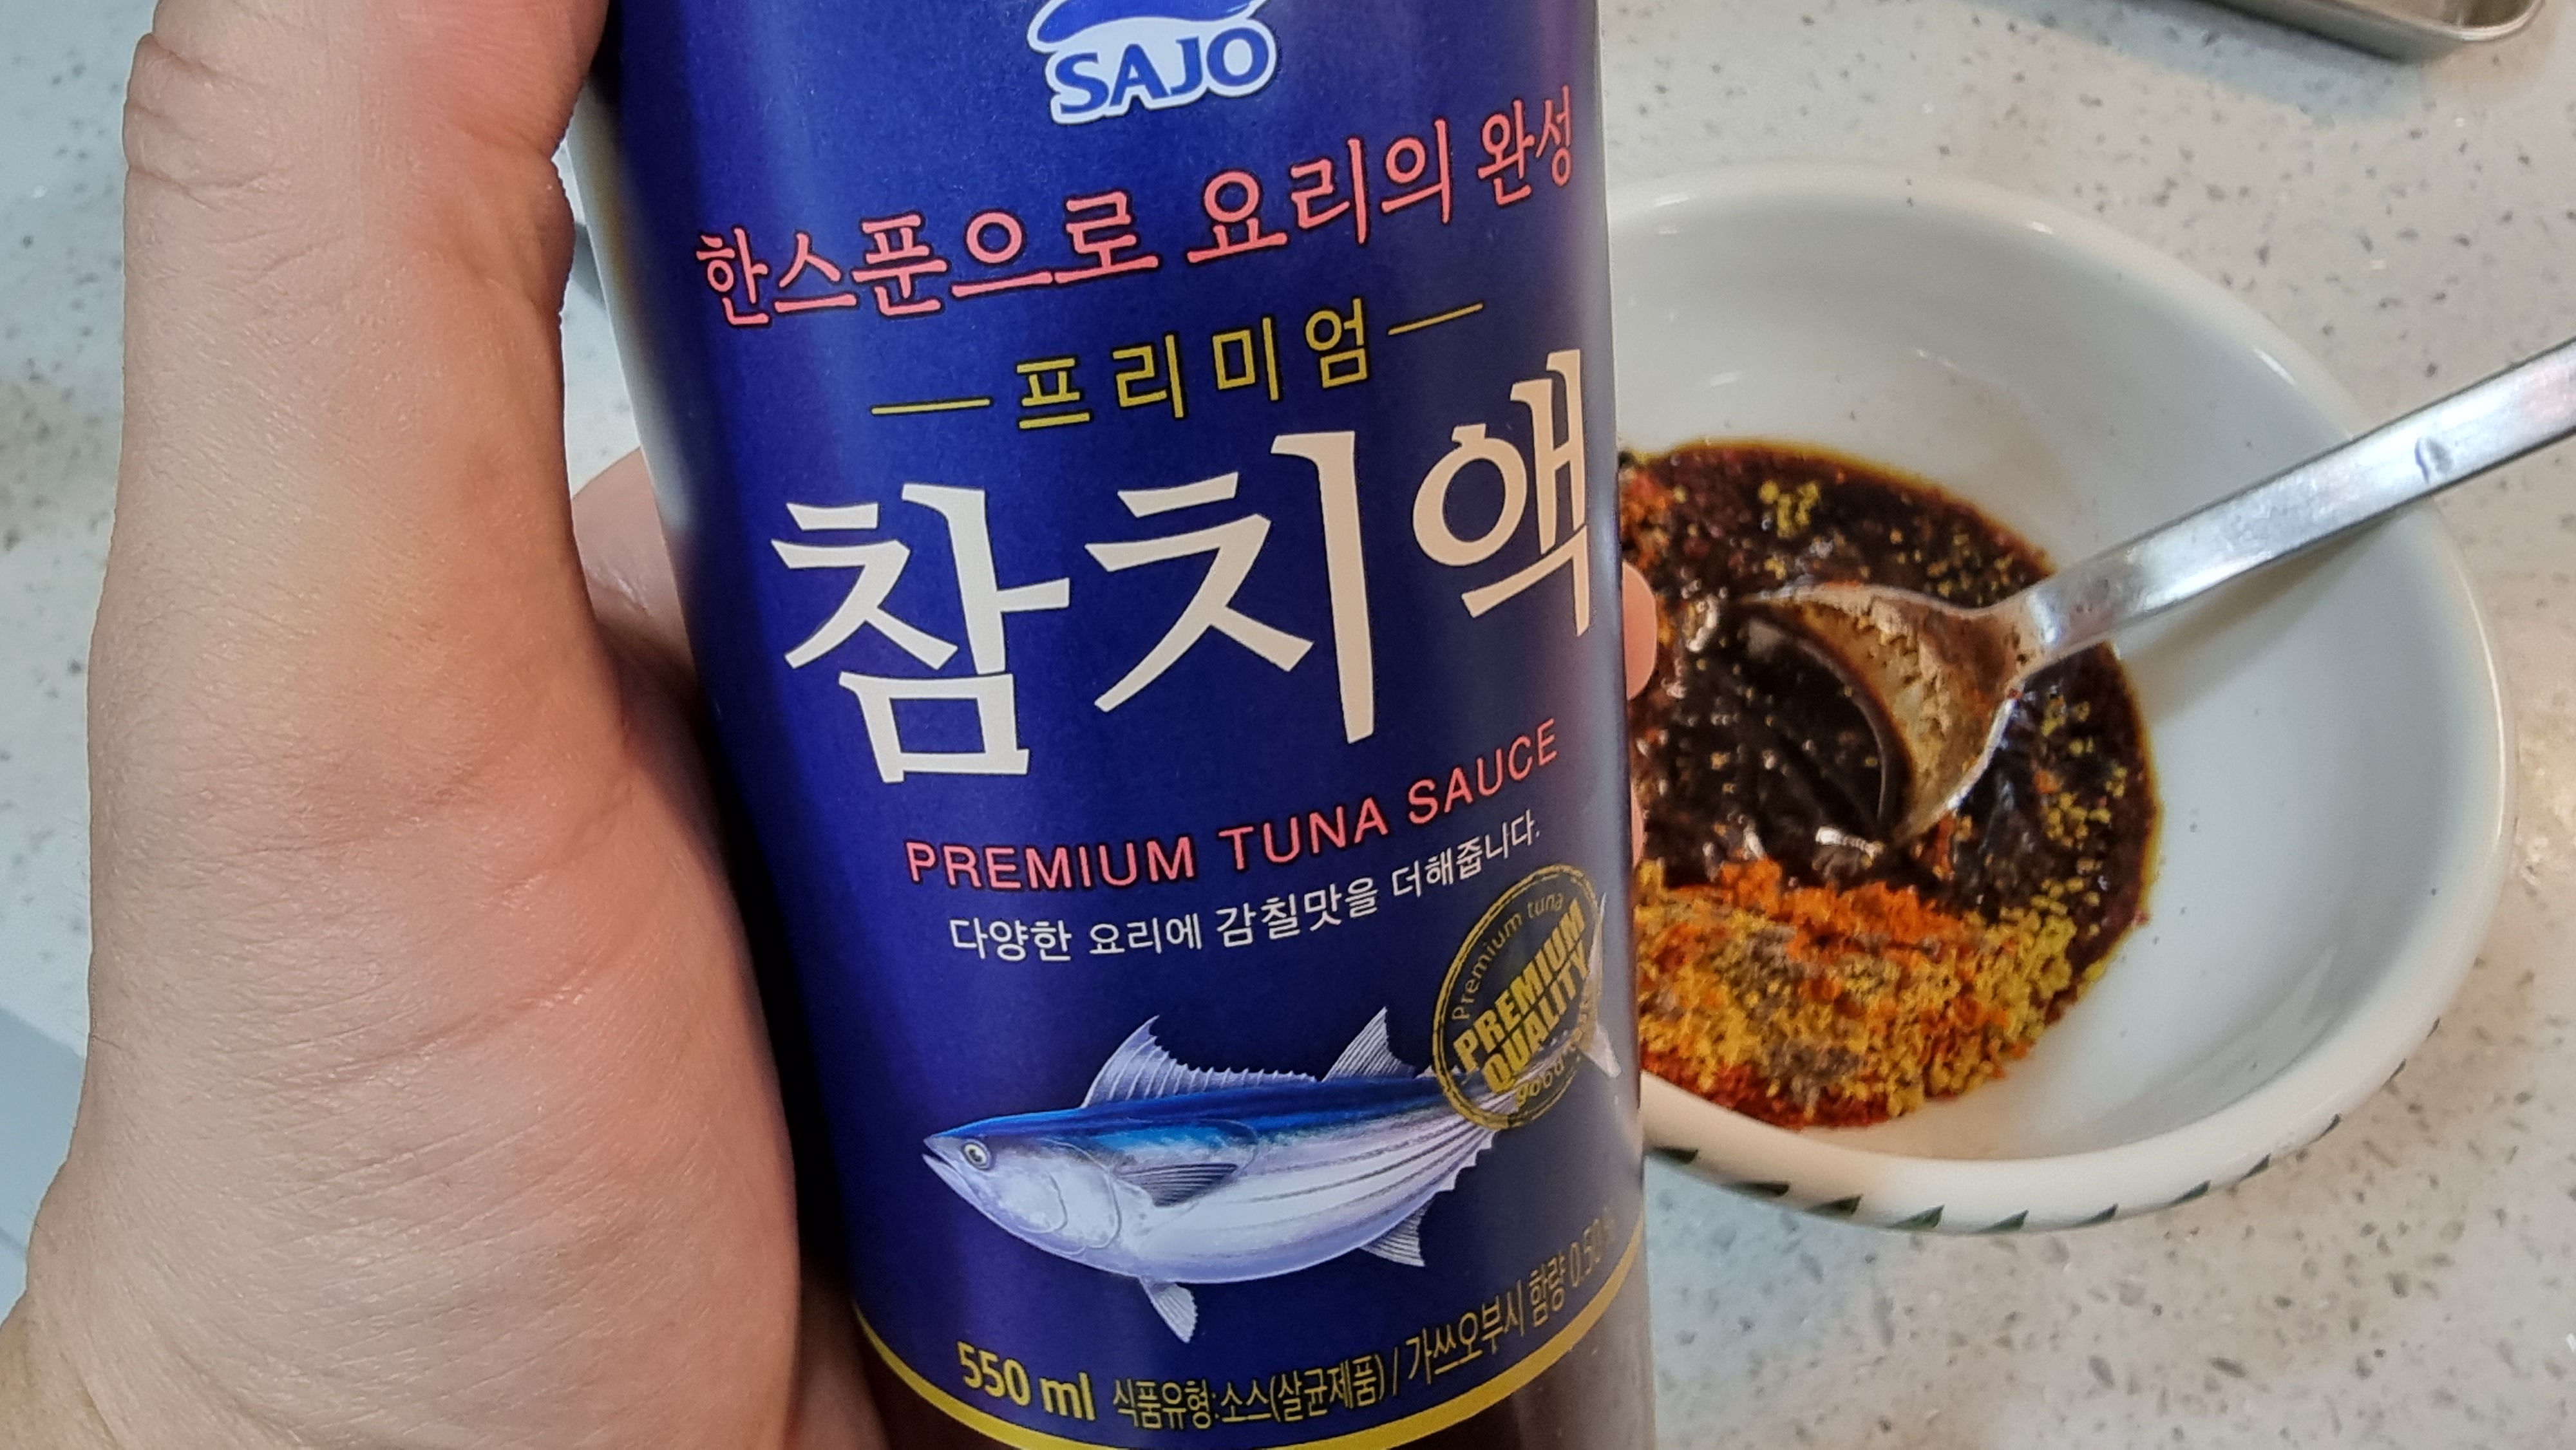 SAJO
한스푼으로 요리의 완성
프리미엄
참치액
PREMIUM TUNA SAUCE
다양한 요리에 감칠맛을 더해줍니다.
Premium tuna
PREMIUM
QUALITY
550 ml 식품유형:소스(살균제품) / 가쓰오부시 함량